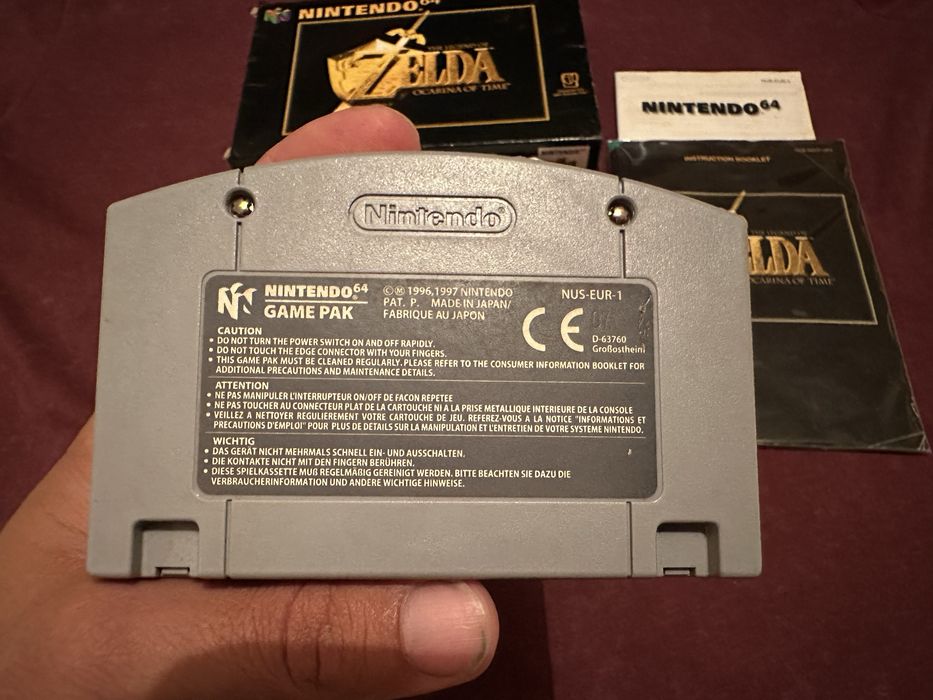 NINTENDO64
THE LEGEND OF
ZELDA
OCARINA OF TIME
NINTENDO64
INSTRUCTION BOOKLET
THE LEGEND OF
LDA
OCARINA OF TIME
Nintendo
NINTENDO64
GAME PAK
©Ⓜ 1996,1997 NINTENDO
PAT. P. MADE IN JAPAN/
FABRIQUE AU JAPON
NUS-EUR-1
CE
D-63760
Großostheim
CAUTION
• DO NOT TURN THE POWER SWITCH ON AND OFF RAPIDLY.
• DO NOT TOUCH THE EDGE CONNECTOR WITH YOUR FINGERS.
• THIS GAME PAK MUST BE CLEANED REGULARLY. PLEASE REFER TO THE CONSUMER INFORMATION BOOKLET FOR
ADDITIONAL PRECAUTIONS AND MAINTENANCE DETAILS.
ATTENTION
• NE PAS MANIPULER L'INTERRUPTEUR ON/OFF DE FACON REPETEE
• NE PAS TOUCHER AU CONNECTEUR PLAT DE LA CARTOUCHE NI A LA PRISE METALLIQUE INTERIEURE DE LA CONSOLE
• VEILLEZ A NETTOYER REGULIEREMENT VOTRE CARTOUCHE DE JEU. REFEREZ-VOUS A LA NOTICE "INFORMATIONS ET
PRECAUTIONS D'EMPLOI" POUR PLUS DE DETAILS SUR LA MANIPULATION ET L'ENTRETIEN DE VOTRE SYSTEME NINTENDO.
WICHTIG
• DAS GERÄT NICHT MEHRMALS SCHNELL EIN- UND AUSSCHALTEN.
• DIE KONTAKTE NICHT MIT DEN FINGERN BERÜHREN.
• DIESE SPIELKASSETTE MUß REGELMÄßIG GEREINIGT WERDEN. BITTE BEACHTEN SIE DAZU DIE
VERBRAUCHERINFORMATION UND ANDERE WICHTIGE HINWEISE.